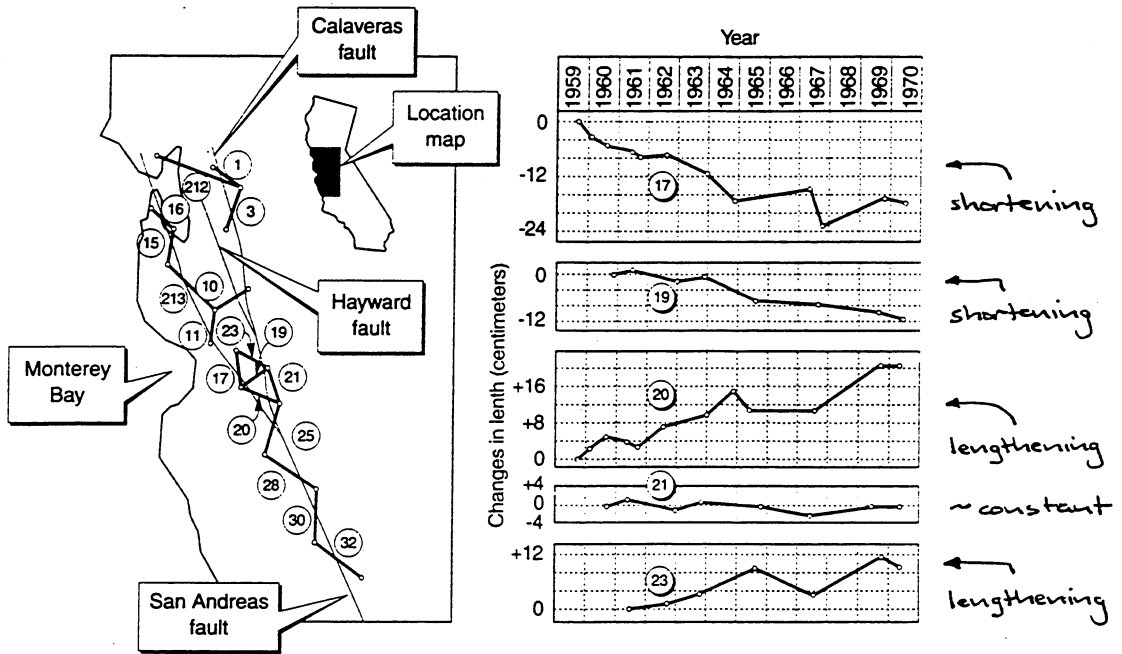 Calaveras
fault
Location
map
1
212
3
16
15
10
213
Hayward
fault
11
23
19
Monterey
Bay
17
21
20
25
28
30
32
San Andreas
fault
Year
1959 1960 1961 1962 1963 1964 1965 1966 1967 1968 1969 1970
Changes in lenth (centimeters)
0
-12
-24
17
shortening
0
-12
19
shortening
+16
+8
0
20
lengthening
+4
0
-4
21
~ constant
+12
0
23
lengthening